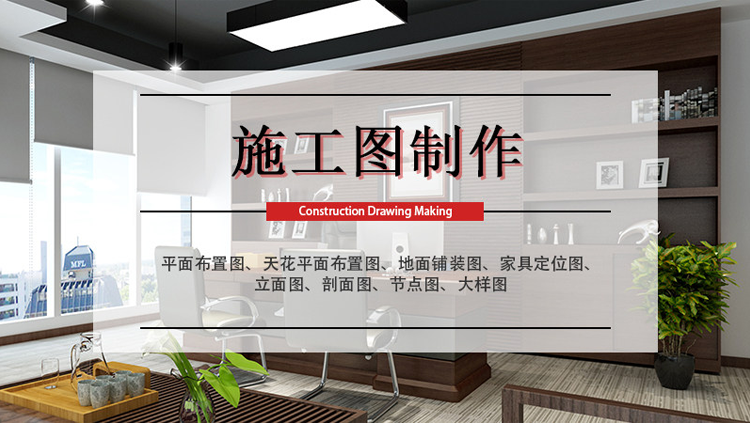 施工图制作
Construction Drawing Making
平面布置图、天花平面布置图、地面铺装图、家具定位图、
立面图、剖面图、节点图、大样图
MFL